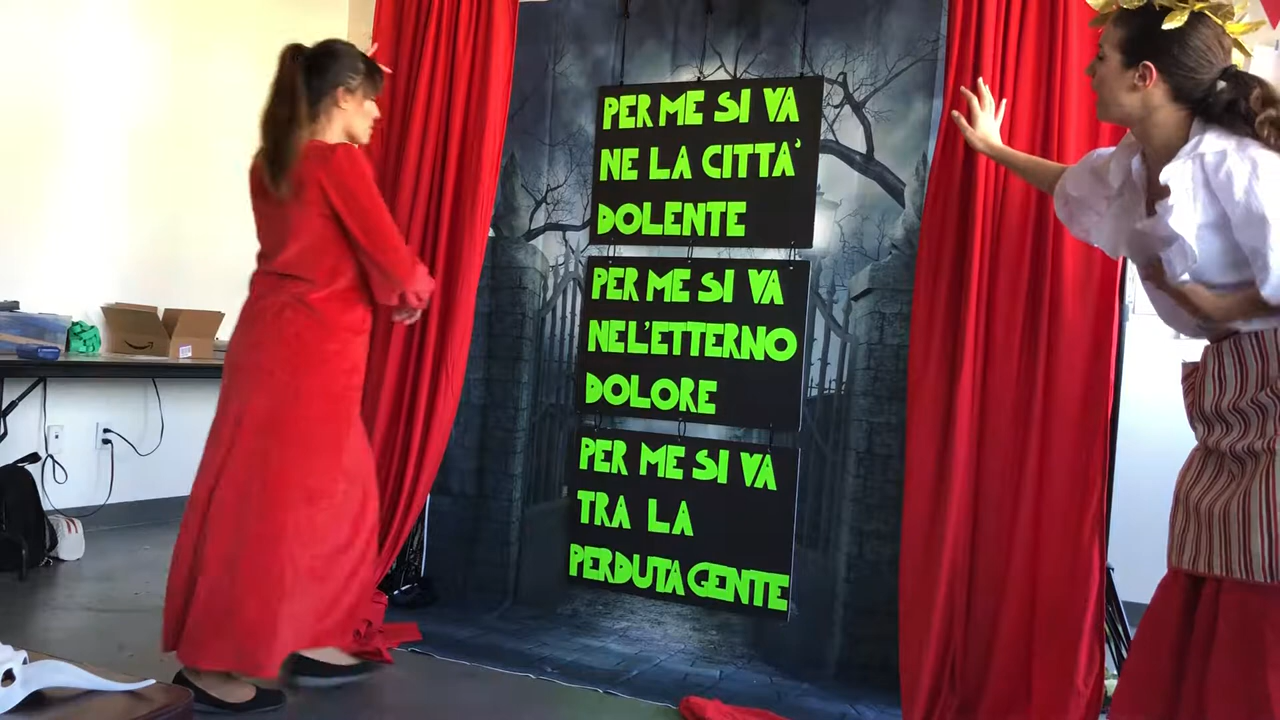 PER ME SI VA
NE LA CITTA'
DOLENTE
PER ME SI VA
NEL'ETTERNO
DOLORE
PER ME SI VA
TRA LA
PERDUTA GENTE